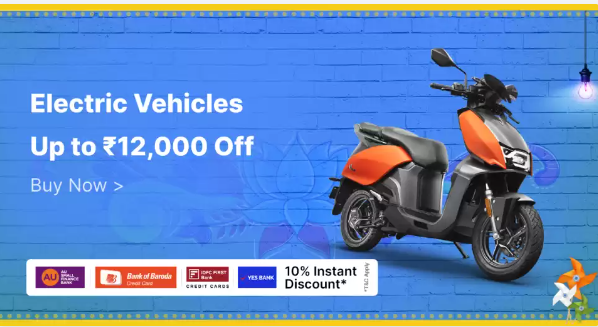 Electric Vehicles
Up to ₹12,000 Off
Buy Now >
AU
AU
SMALL
FINANCE
BANK
Bank of Baroda
Credit Card
IDFC FIRST
Bank
CREDIT CARDS
YES BANK
10% Instant
Discount*
*T&C Apply